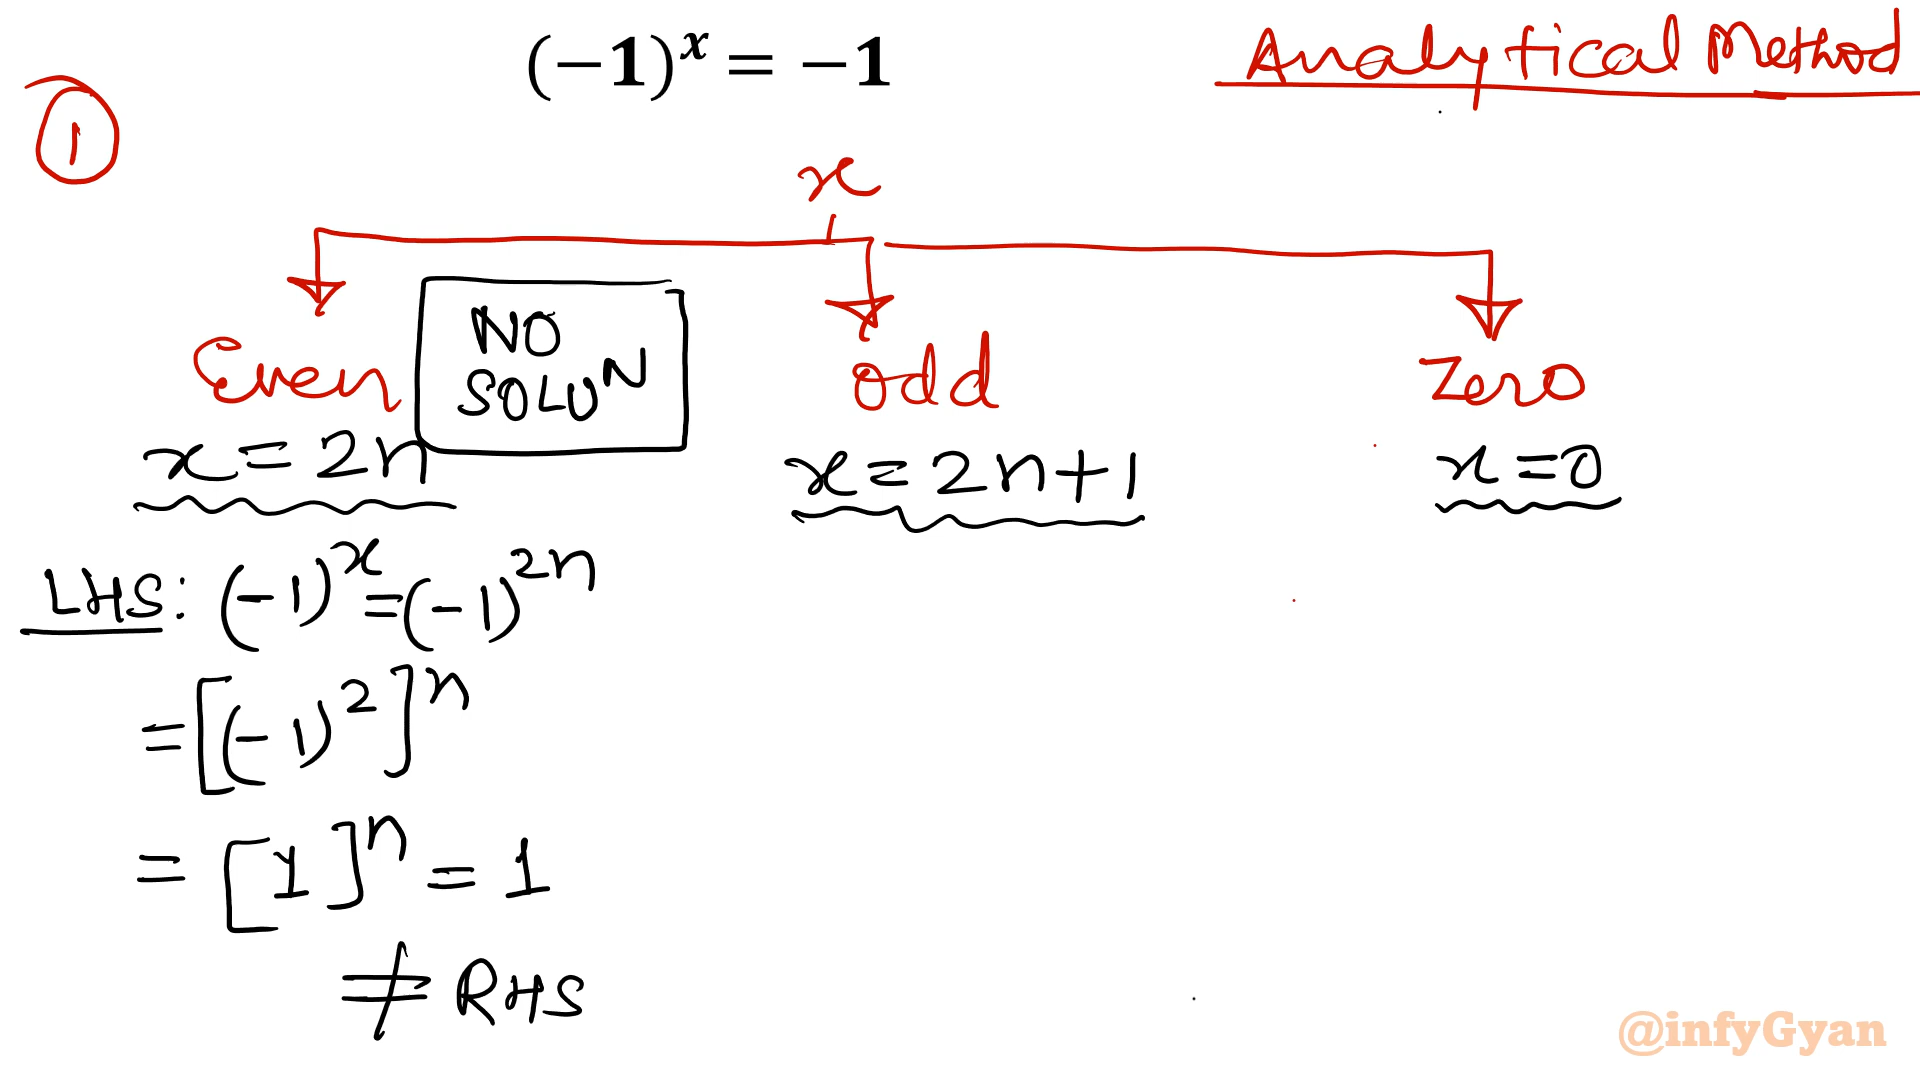 (−1)^x = −1
Analytical Method
1
x
Even
NO
SOLUN
odd
Zero
x = 2n
x = 2n+1
x = 0
LHS: (-1)^x = (-1)^2n
= [(-1)^2]^n
= [1]^n = 1
≠ RHS
@infyGyan